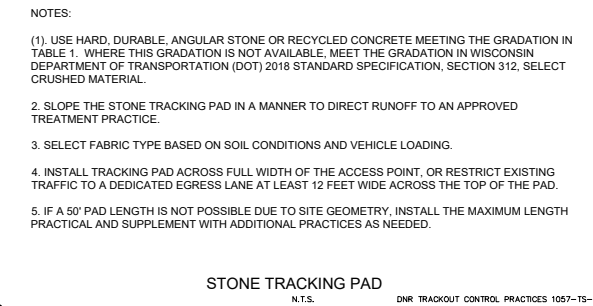 NOTES:
(1). USE HARD, DURABLE, ANGULAR STONE OR RECYCLED CONCRETE MEETING THE GRADATION IN
TABLE 1.  WHERE THIS GRADATION IS NOT AVAILABLE, MEET THE GRADATION IN WISCONSIN
DEPARTMENT OF TRANSPORTATION (DOT) 2018 STANDARD SPECIFICATION, SECTION 312, SELECT
CRUSHED MATERIAL.
2. SLOPE THE STONE TRACKING PAD IN A MANNER TO DIRECT RUNOFF TO AN APPROVED
TREATMENT PRACTICE.
3. SELECT FABRIC TYPE BASED ON SOIL CONDITIONS AND VEHICLE LOADING.
4. INSTALL TRACKING PAD ACROSS FULL WIDTH OF THE ACCESS POINT, OR RESTRICT EXISTING
TRAFFIC TO A DEDICATED EGRESS LANE AT LEAST 12 FEET WIDE ACROSS THE TOP OF THE PAD.
5. IF A 50' PAD LENGTH IS NOT POSSIBLE DUE TO SITE GEOMETRY, INSTALL THE MAXIMUM LENGTH
PRACTICAL AND SUPPLEMENT WITH ADDITIONAL PRACTICES AS NEEDED.
STONE TRACKING PAD
N.T.S.
DNR TRACKOUT CONTROL PRACTICES 1057-TS-